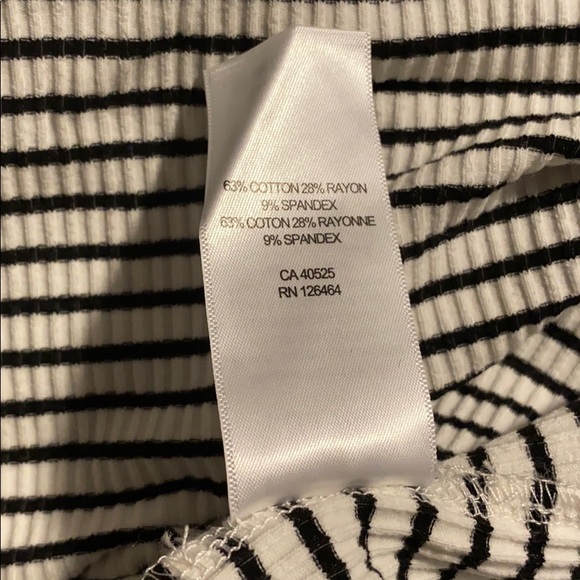 63% COTTON 28% RAYON
9% SPANDEX
63% COTON 28% RAYONNE
9% SPANDEX
CA 40525
RN 126464